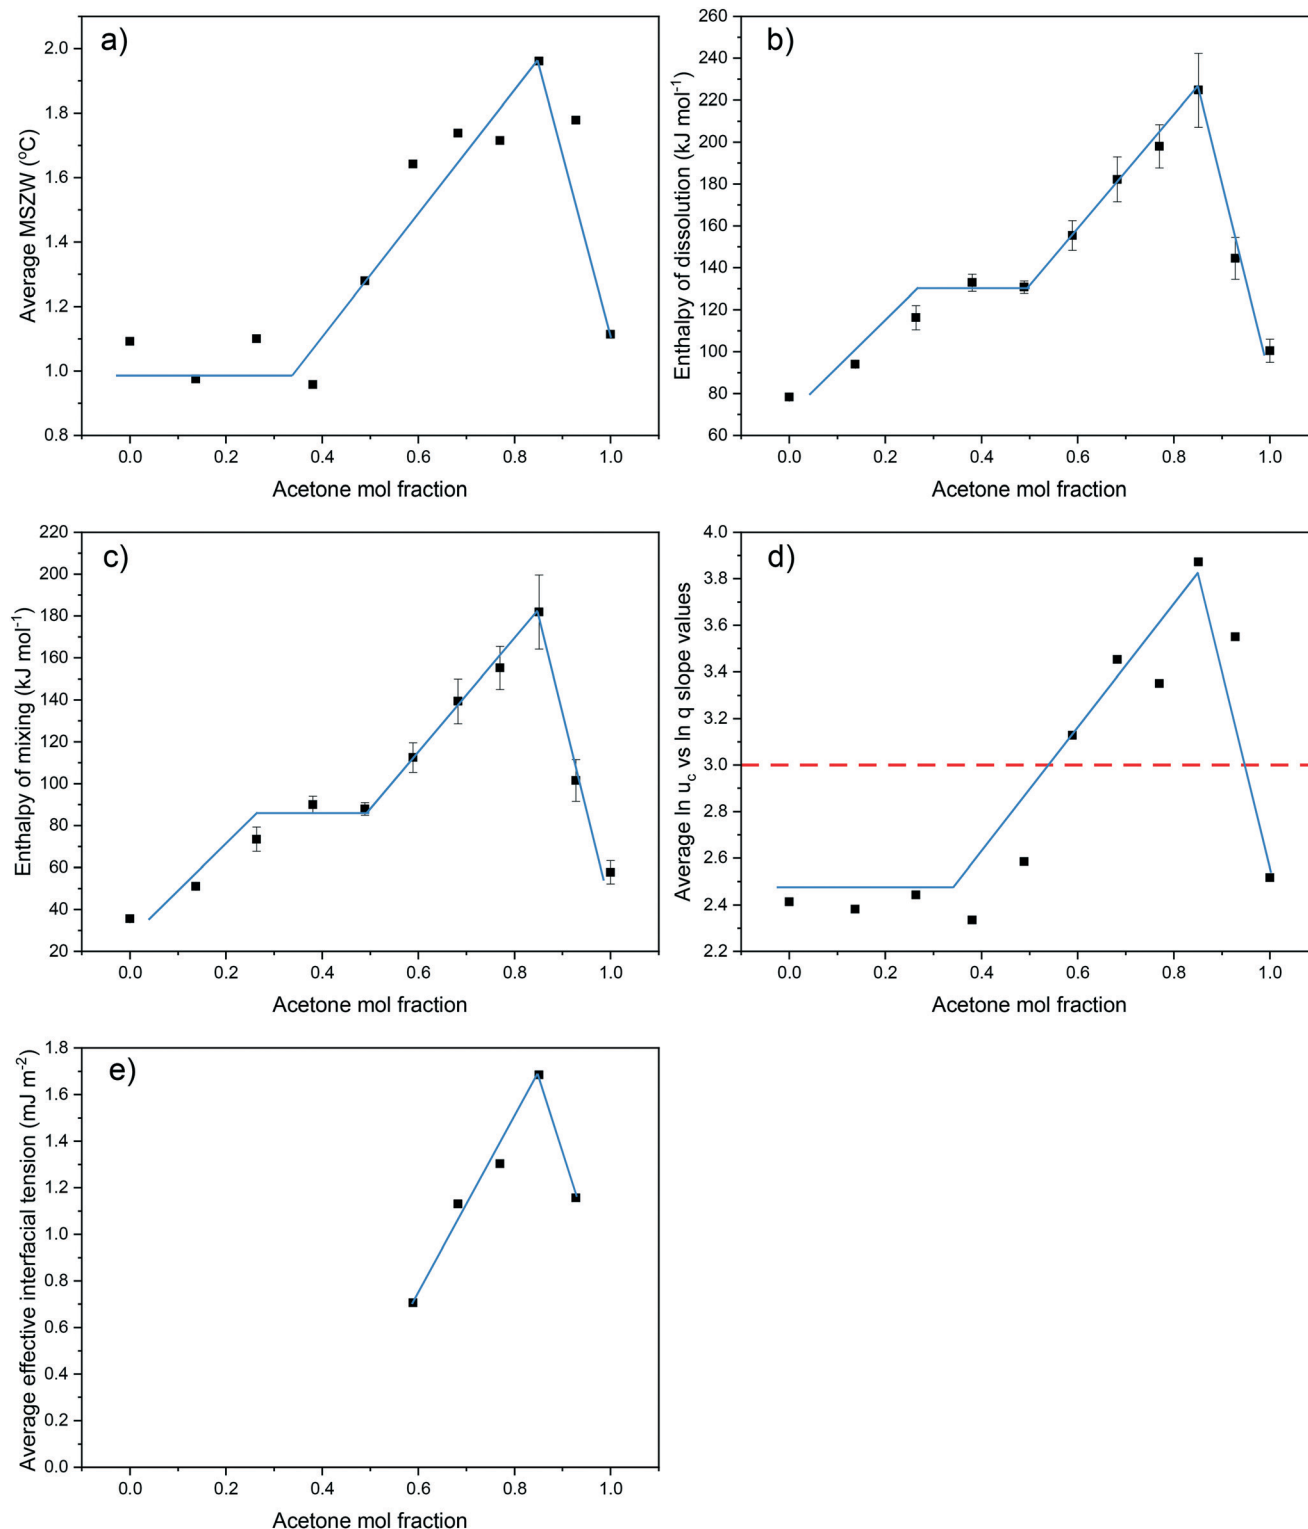 a)
Average MSZW (°C)
2.0
1.8
1.6
1.4
1.2
1.0
0.8
0.0 0.2 0.4 0.6 0.8 1.0
Acetone mol fraction
b)
Enthalpy of dissolution (kJ mol⁻¹)
260
240
220
200
180
160
140
120
100
80
60
0.0 0.2 0.4 0.6 0.8 1.0
Acetone mol fraction
c)
Enthalpy of mixing (kJ mol⁻¹)
220
200
180
160
140
120
100
80
60
40
20
0.0 0.2 0.4 0.6 0.8 1.0
Acetone mol fraction
d)
Average ln u_c vs ln q slope values
4.0
3.8
3.6
3.4
3.2
3.0
2.8
2.6
2.4
2.2
0.0 0.2 0.4 0.6 0.8 1.0
Acetone mol fraction
e)
Average effective interfacial tension (mJ m⁻²)
1.8
1.6
1.4
1.2
1.0
0.8
0.6
0.4
0.2
0.0
0.0 0.2 0.4 0.6 0.8 1.0
Acetone mol fraction